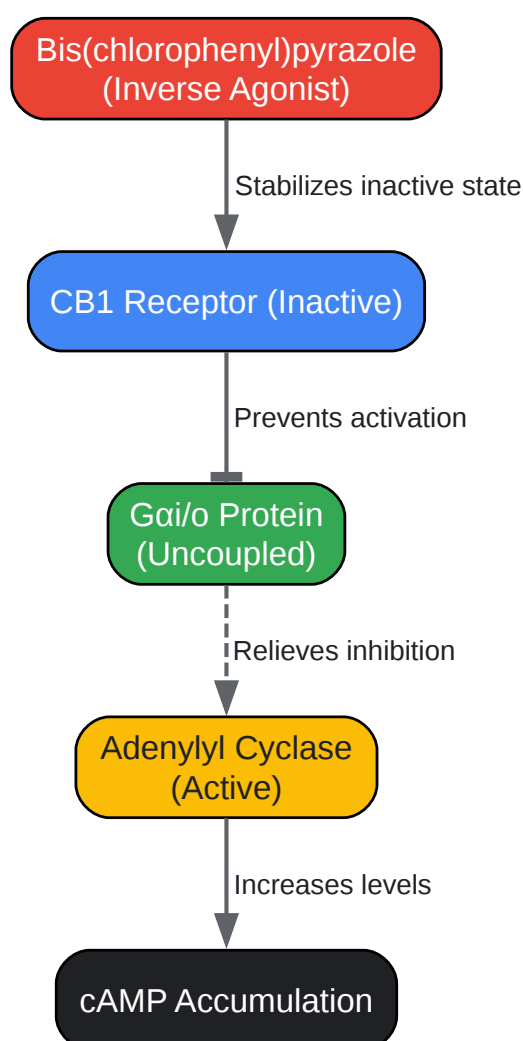 Bis(chlorophenyl)pyrazole
(Inverse Agonist)
Stabilizes inactive state
CB1 Receptor (Inactive)
Prevents activation
Gαi/o Protein
(Uncoupled)
Relieves inhibition
Adenylyl Cyclase
(Active)
Increases levels
cAMP Accumulation